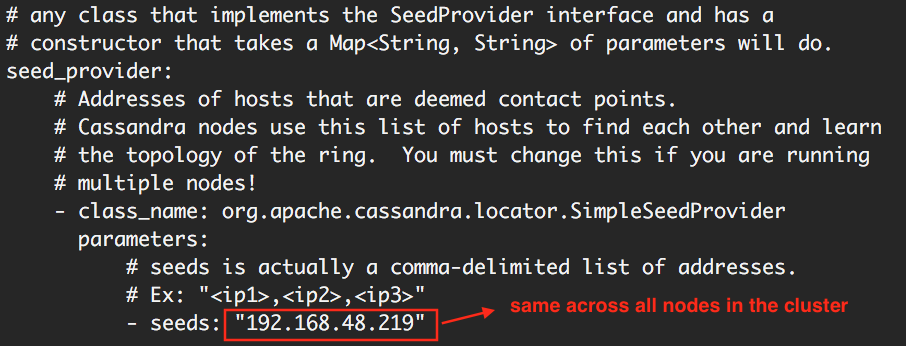 # any class that implements the SeedProvider interface and has a
# constructor that takes a Map<String, String> of parameters will do.
seed_provider:
# Addresses of hosts that are deemed contact points.
# Cassandra nodes use this list of hosts to find each other and learn
# the topology of the ring.  You must change this if you are running
# multiple nodes!
- class_name: org.apache.cassandra.locator.SimpleSeedProvider
parameters:
# seeds is actually a comma-delimited list of addresses.
# Ex: "<ip1>,<ip2>,<ip3>"
- seeds: "192.168.48.219"
same across all nodes in the cluster